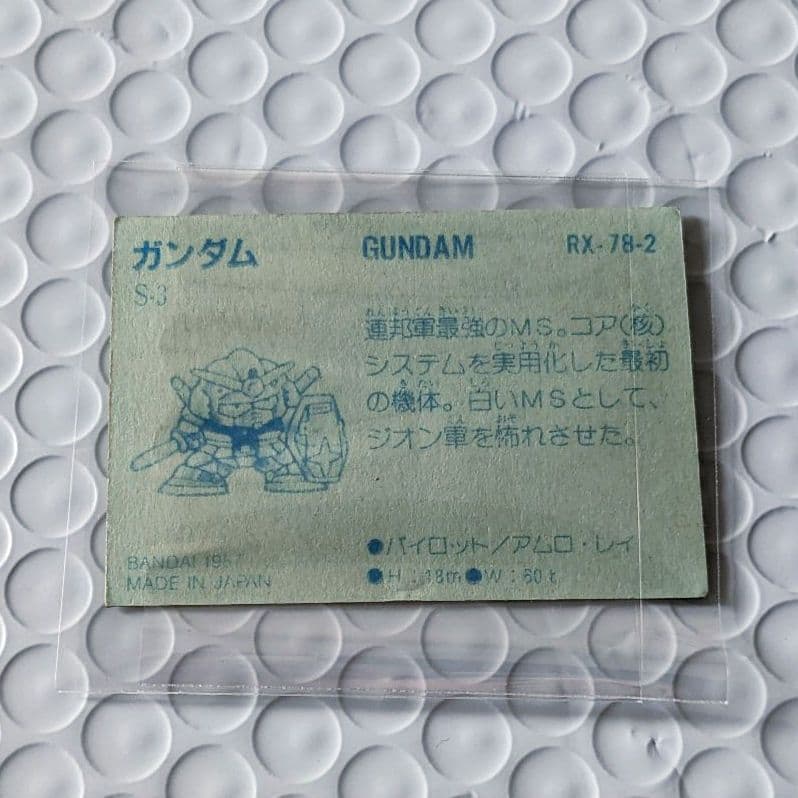 ガンダム GUNDAM RX-78-2
S-3
連邦軍最強のMS。コア(核)
システムを実用化した最初
の機体。白いMSとして、
ジオン軍を怖れさせた。
●パイロット/アムロ・レイ
●H:18m●W:60t
BANDAI
MADE IN JAPAN